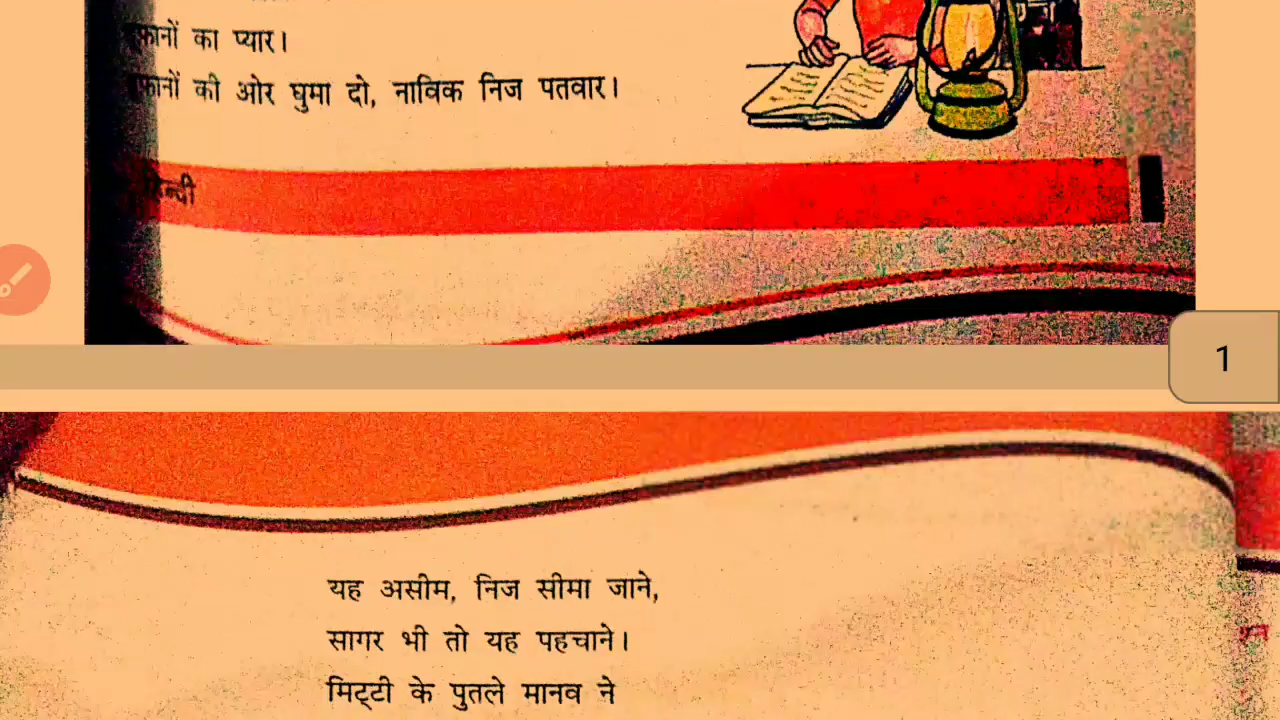 का प्यार।
की ओर घुमा दो, नाविक निज पतवार।
हिन्दी
1
यह असीम, निज सीमा जाने,
सागर भी तो यह पहचाने।
मिट्टी के पुतले मानव ने